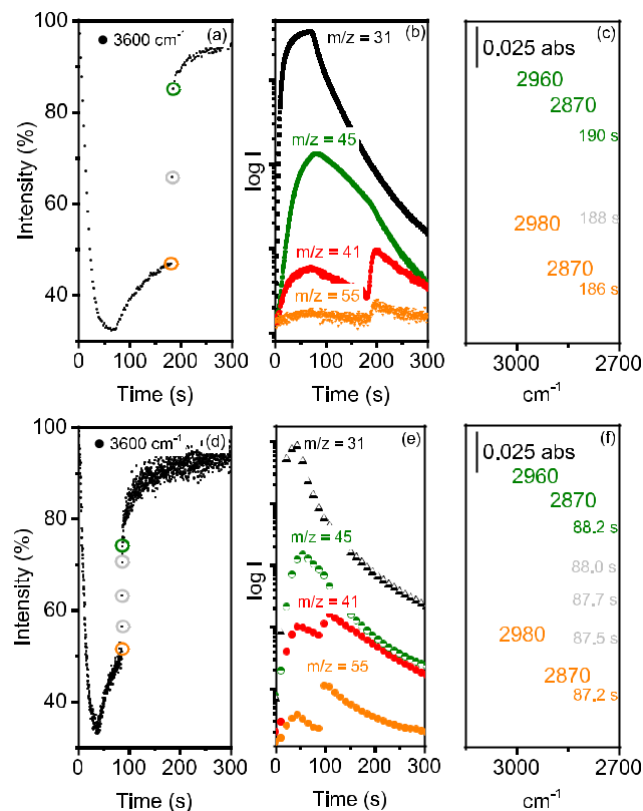 100
● 3600 cm⁻
(a)
80
60
40
Intensity (%)
0
100
200
300
Time (s)
(b)
m/z = 31
m/z = 45
m/z = 41
m/z = 55
log I
0
100
200
300
Time (s)
(c)
0.025 abs
2960
2870
190 s
188 s
2980
2870
186 s
3000
2700
cm⁻¹
100
● 3600 cm⁻¹
(d)
80
60
40
Intensity (%)
0
100
200
300
Time (s)
(e)
m/z = 31
m/z = 45
m/z = 41
m/z = 55
log I
0
100
200
300
Time (s)
(f)
0.025 abs
2960
2870
88.2 s
88.0 s
87.7 s
87.5 s
2980
2870
87.2 s
3000
2700
cm⁻¹